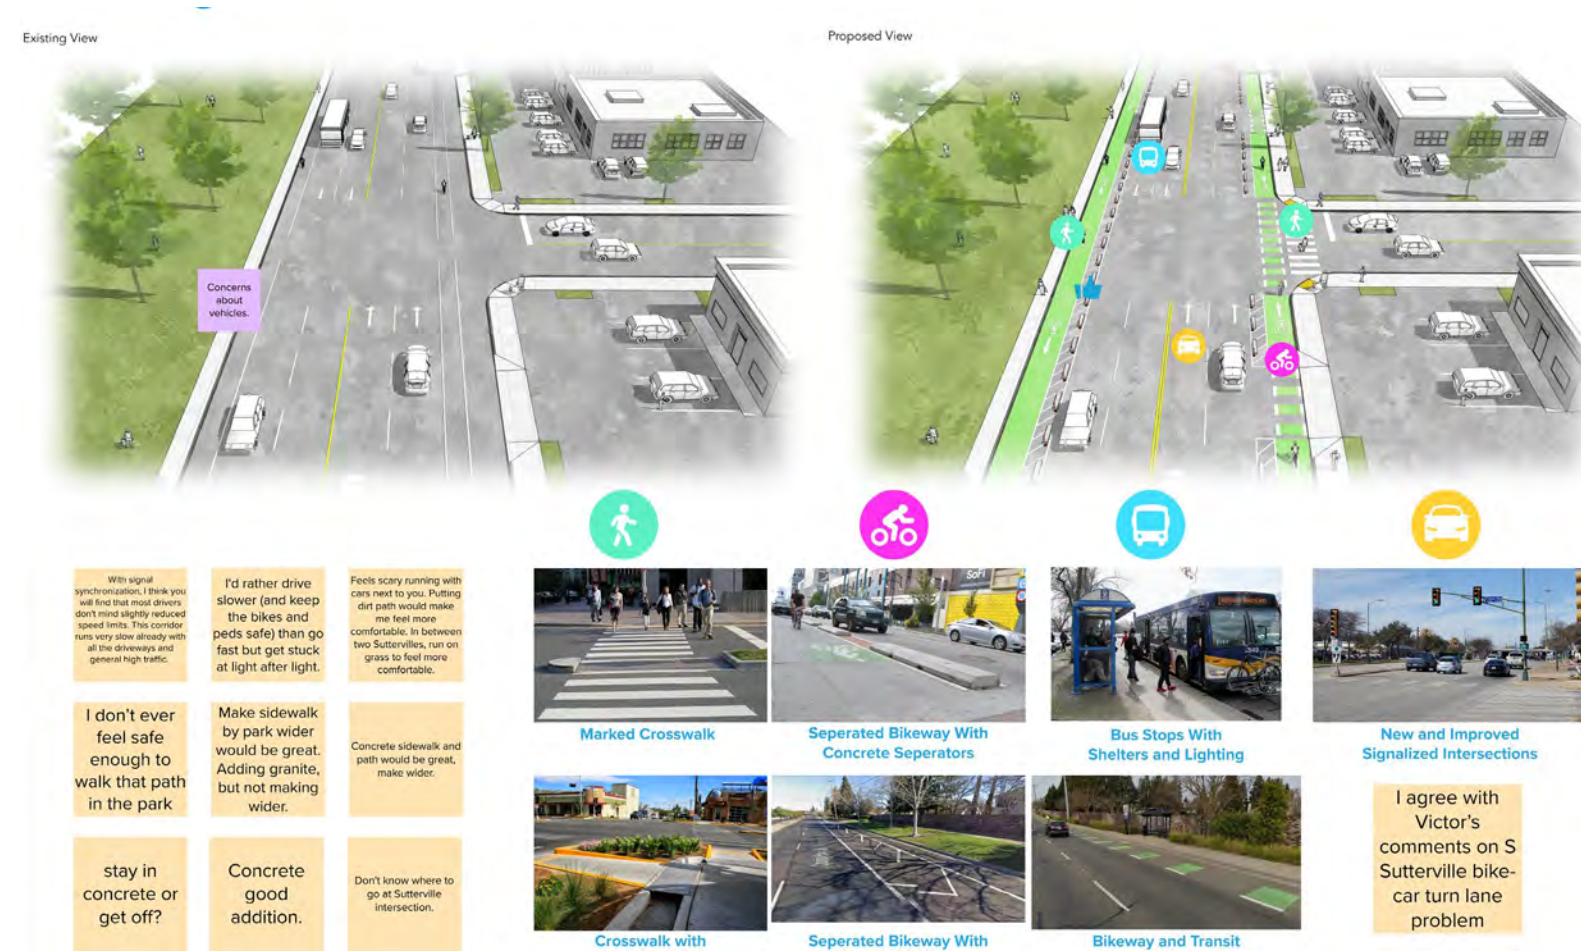 Existing View
Proposed View
Concerns
about
vehicles.
With signal
synchronization, I think you
will find that most drivers
don't mind slightly reduced
speed limits. This corridor
runs very slow already with
all the driveways and
general high traffic.
I'd rather drive
slower (and keep
the bikes and
peds safe) than go
fast but get stuck
at light after light.
Feels scary running with
cars next to you. Putting
dirt path would make
me feel more
comfortable. In between
two Suttervilles, run on
grass to feel more
comfortable.
I don't ever
feel safe
enough to
walk that path
in the park
Make sidewalk
by park wider
would be great.
Adding granite,
but not making
wider.
Concrete sidewalk and
path would be great,
make wider.
stay in
concrete or
get off?
Concrete
good
addition.
Don't know where to
go at Sutterville
intersection.
SoFi
Marked Crosswalk
Seperated Bikeway With
Concrete Seperators
Bus Stops With
Shelters and Lighting
New and Improved
Signalized Intersections
I agree with
Victor's
comments on S
Sutterville bike-
car turn lane
problem
Crosswalk with
Seperated Bikeway With
Bikeway and Transit